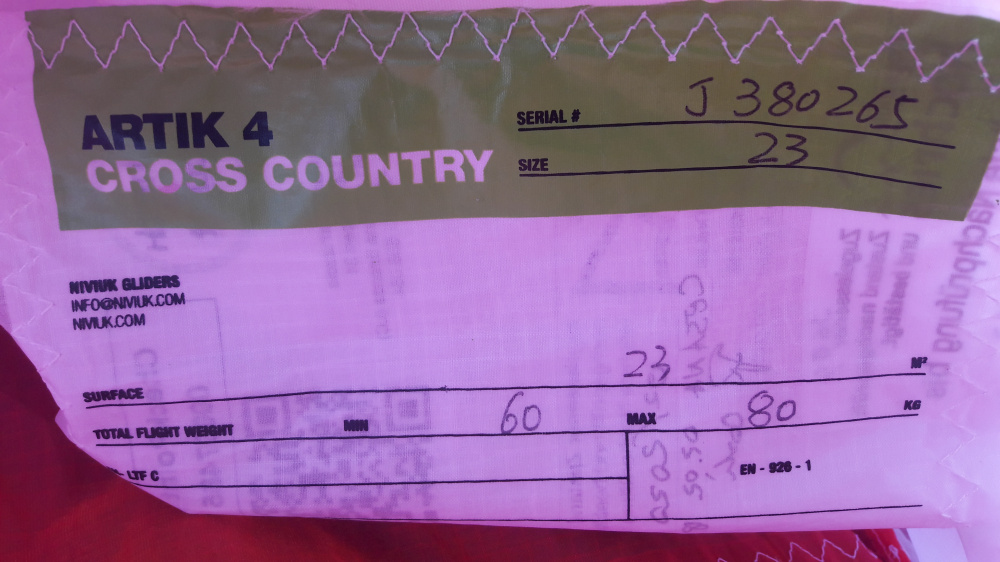 ARTIK 4
CROSS COUNTRY
SERIAL # J 380265
SIZE 23
NIVIUK GLIDERS
INFO@NIVIUK.COM
NIVIUK.COM
SURFACE 23 M²
TOTAL FLIGHT WEIGHT MIN 60 MAX 80 KG
LTF C
EN - 926 - 1